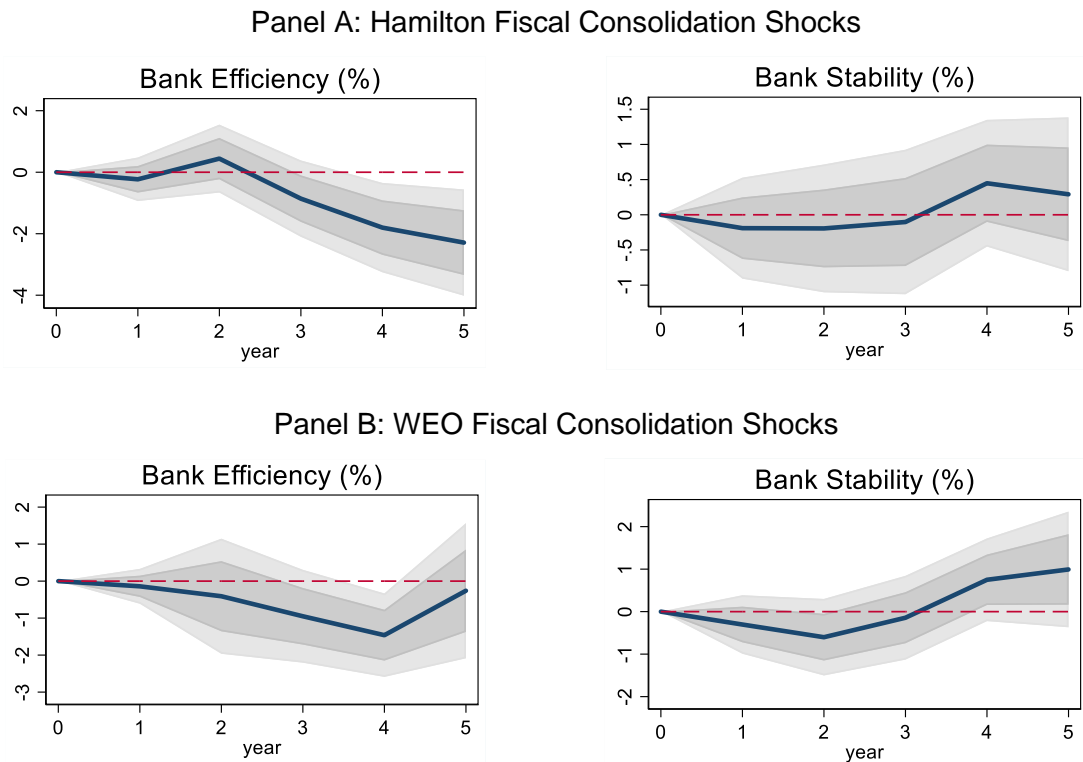 Panel A: Hamilton Fiscal Consolidation Shocks
Bank Efficiency (%)
2
0
-2
-4
0 1 2 3 4 5
year
Bank Stability (%)
1.5
1
.5
0
-.5
-1
0 1 2 3 4 5
year
Panel B: WEO Fiscal Consolidation Shocks
Bank Efficiency (%)
2
1
0
-1
-2
-3
0 1 2 3 4 5
year
Bank Stability (%)
2
1
0
-1
-2
0 1 2 3 4 5
year